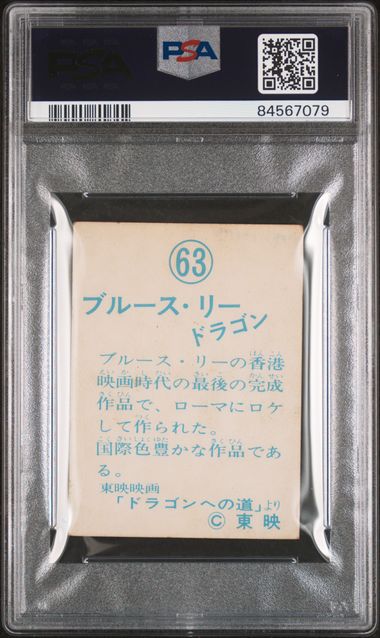 PSA
PSA
84567079
63
ブルース・リー
ドラゴン
ブルース・リーの香港
映画時代の最後の完成
作品で、ローマにロケ
して作られた。
国際色豊かな作品であ
る。
東映映画
「ドラゴンへの道」より
© 東映